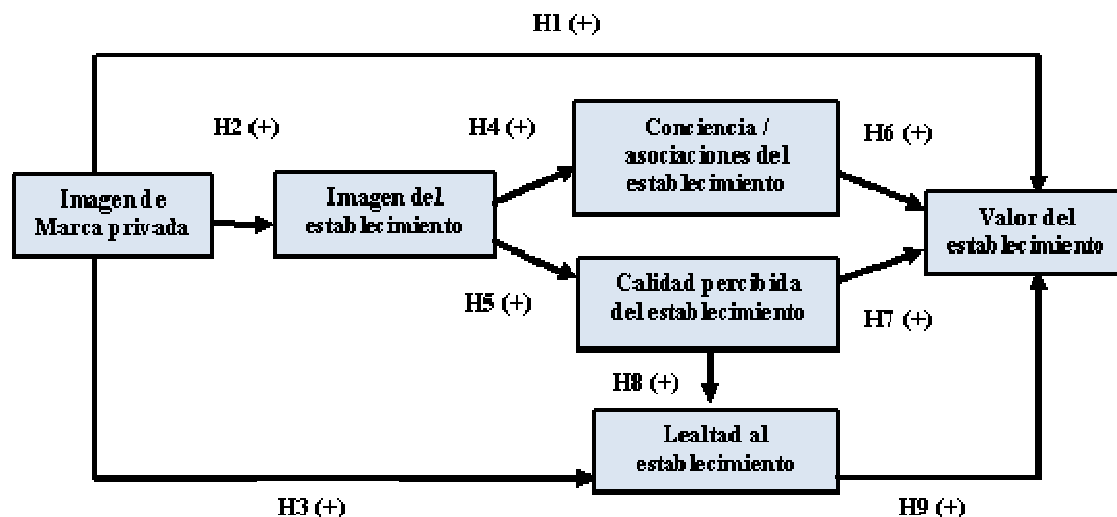 H1 (+)
H2 (+)
H4 (+)
Conciencia /
asociaciones del
establecimiento
H6 (+)
Imagen de
Marca privada
Imagen del
establecimiento
Valor del
establecimiento
H5 (+)
Calidad percibida
del establecimiento
H7 (+)
H8 (+)
Lealtad al
establecimiento
H3 (+)
H9 (+)